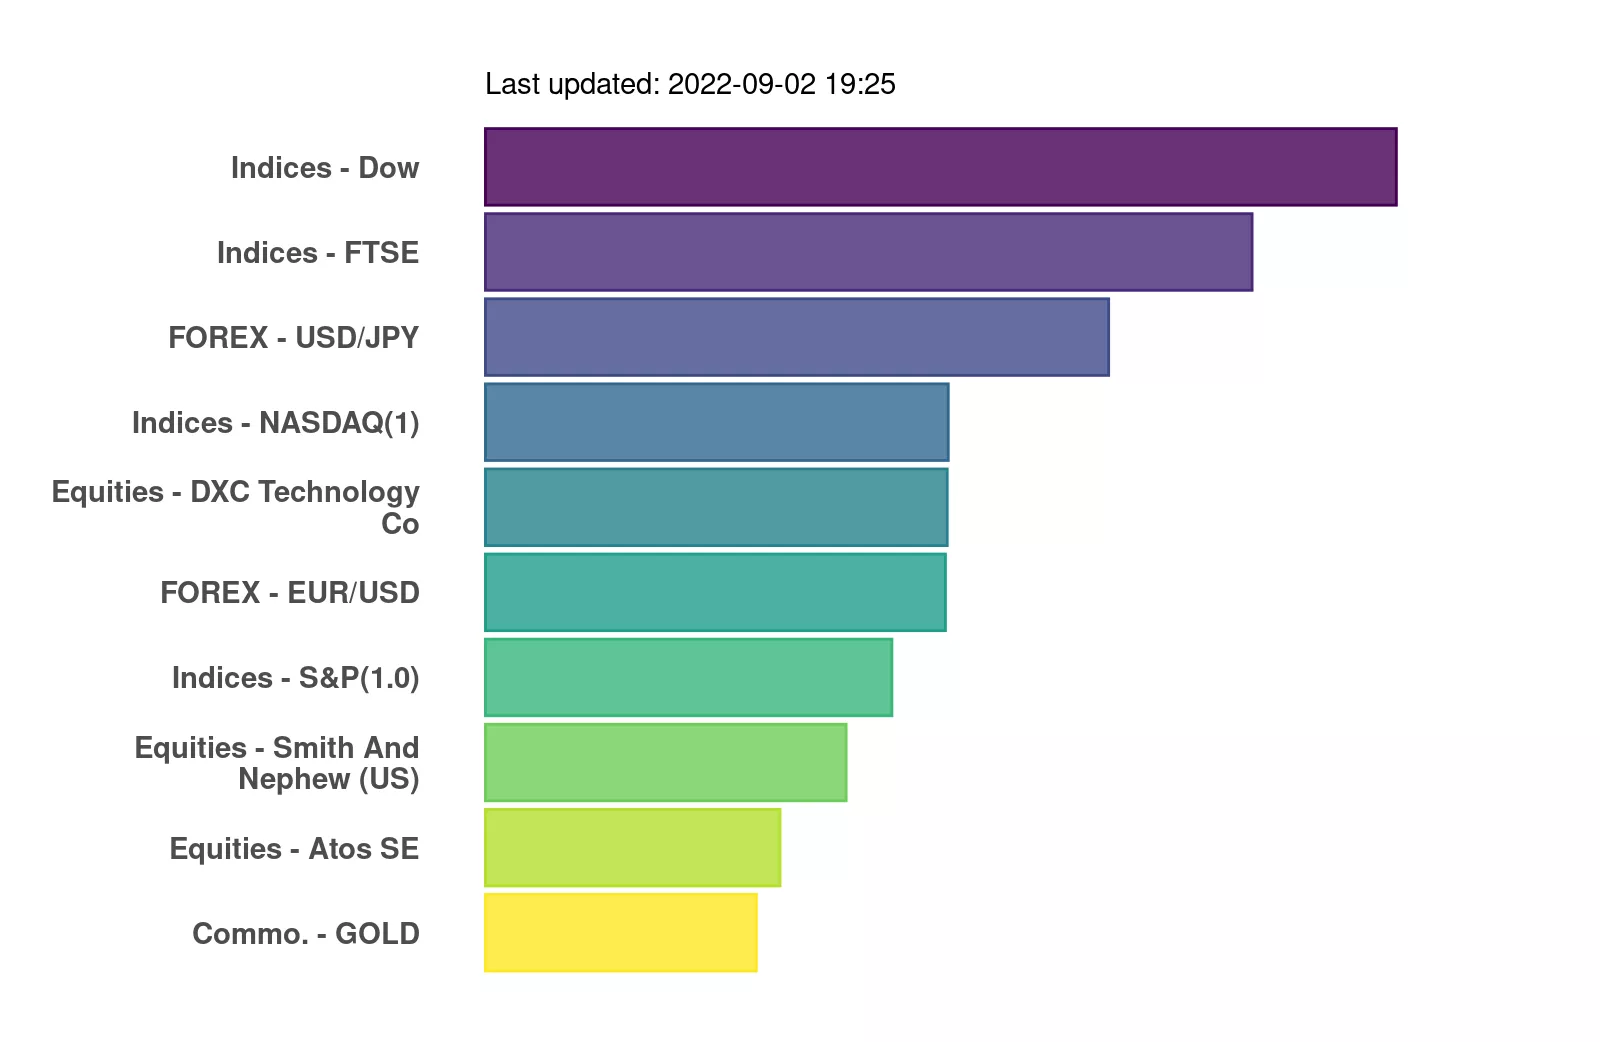 Last updated: 2022-09-02 19:25
Indices - Dow
Indices - FTSE
FOREX - USD/JPY
Indices - NASDAQ(1)
Equities - DXC Technology
Co
FOREX - EUR/USD
Indices - S&P(1.0)
Equities - Smith And
Nephew (US)
Equities - Atos SE
Commo. - GOLD